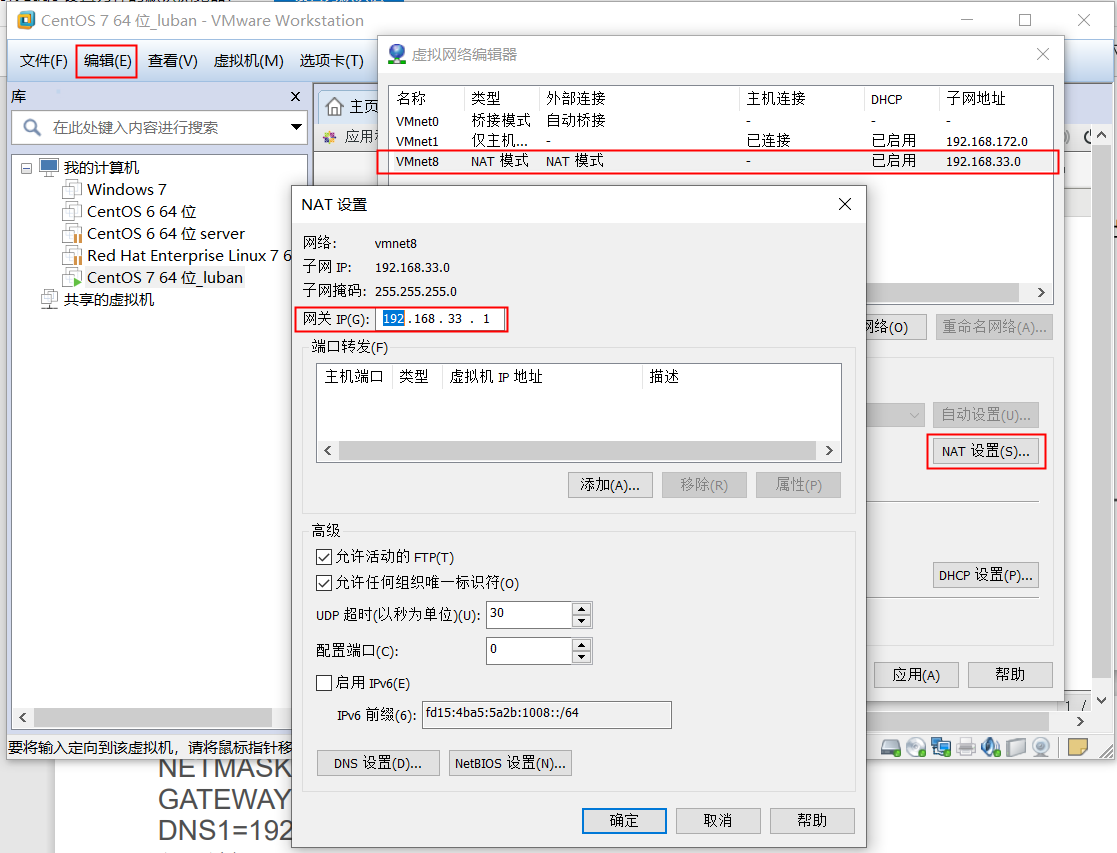 CentOS 7 64 位_luban - VMware Workstation
文件(F) 编辑(E) 查看(V) 虚拟机(M) 选项卡(T)
库
在此处键入内容进行搜索
我的计算机
Windows 7
CentOS 6 64 位
CentOS 6 64 位 server
Red Hat Enterprise Linux 7 6
CentOS 7 64 位_luban
共享的虚拟机
主页
应用
虚拟网络编辑器
名称 类型 外部连接 主机连接 DHCP 子网地址
VMnet0 桥接模式 自动桥接 - - -
VMnet1 仅主机... - 已连接 已启用 192.168.172.0
VMnet8 NAT 模式 NAT 模式 - 已启用 192.168.33.0
网络(O) 重命名网络(A)...
自动设置(U)...
NAT 设置(S)...
DHCP 设置(P)...
应用(A) 帮助
1 /
NAT 设置
网络: vmnet8
子网 IP: 192.168.33.0
子网掩码: 255.255.255.0
网关 IP(G): 192 . 168 . 33 . 1
端口转发(F)
主机端口 类型 虚拟机 IP 地址 描述
添加(A)... 移除(R) 属性(P)
高级
允许活动的 FTP(T)
允许任何组织唯一标识符(O)
UDP 超时(以秒为单位)(U): 30
配置端口(C): 0
启用 IPv6(E)
IPv6 前缀(6): fd15:4ba5:5a2b:1008::/64
DNS 设置(D)... NetBIOS 设置(N)...
确定 取消 帮助
要将输入定向到该虚拟机，请将鼠标指针移
NETMASK
GATEWAY
DNS1=192